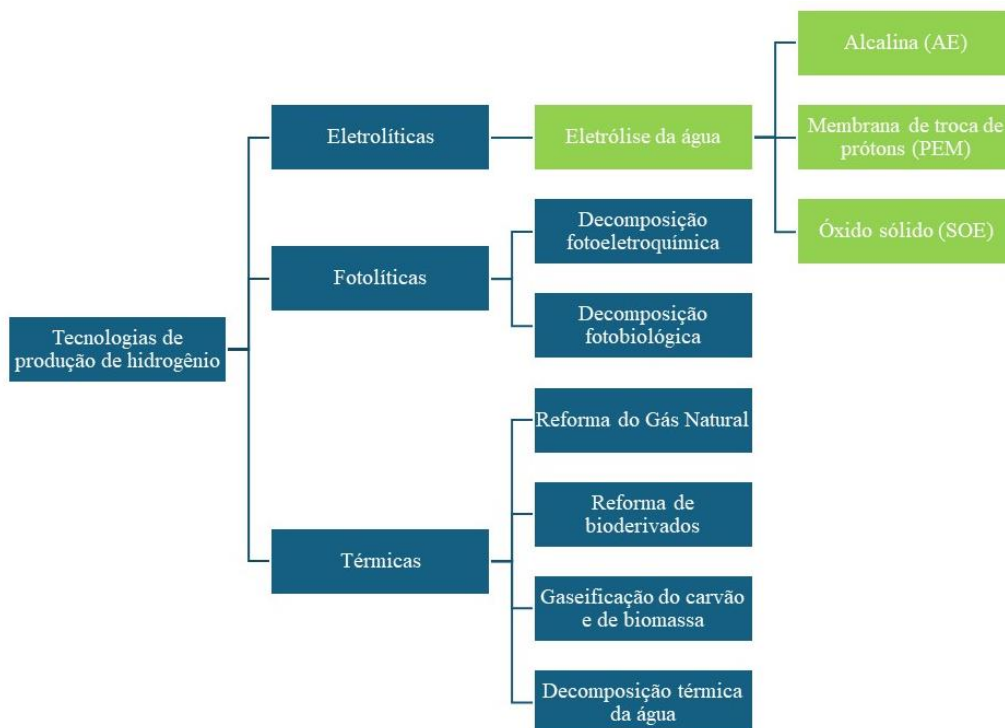 Tecnologias de
produção de hidrogênio
Eletrolíticas
Eletrólise da água
Alcalina (AE)
Membrana de troca de
prótons (PEM)
Óxido sólido (SOE)
Fotolíticas
Decomposição
fotoeletroquímica
Decomposição
fotobiológica
Térmicas
Reforma do Gás Natural
Reforma de
bioderivados
Gaseificação do carvão
e de biomassa
Decomposição térmica
da água